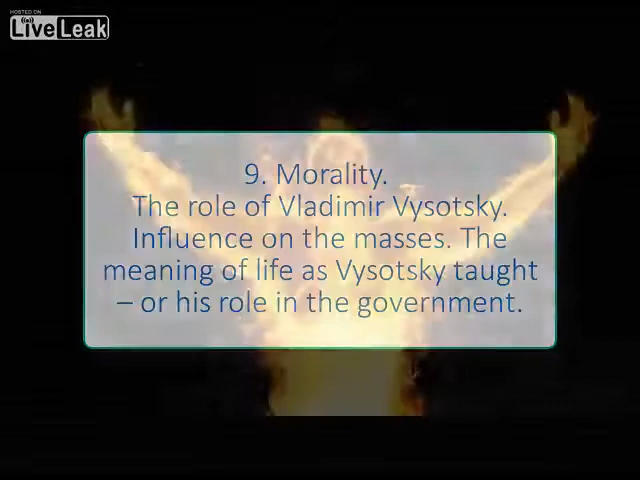 HOSTED ON
LiveLeak
9. Morality.
The role of Vladimir Vysotsky.
Influence on the masses. The
meaning of life as Vysotsky taught
– or his role in the government.